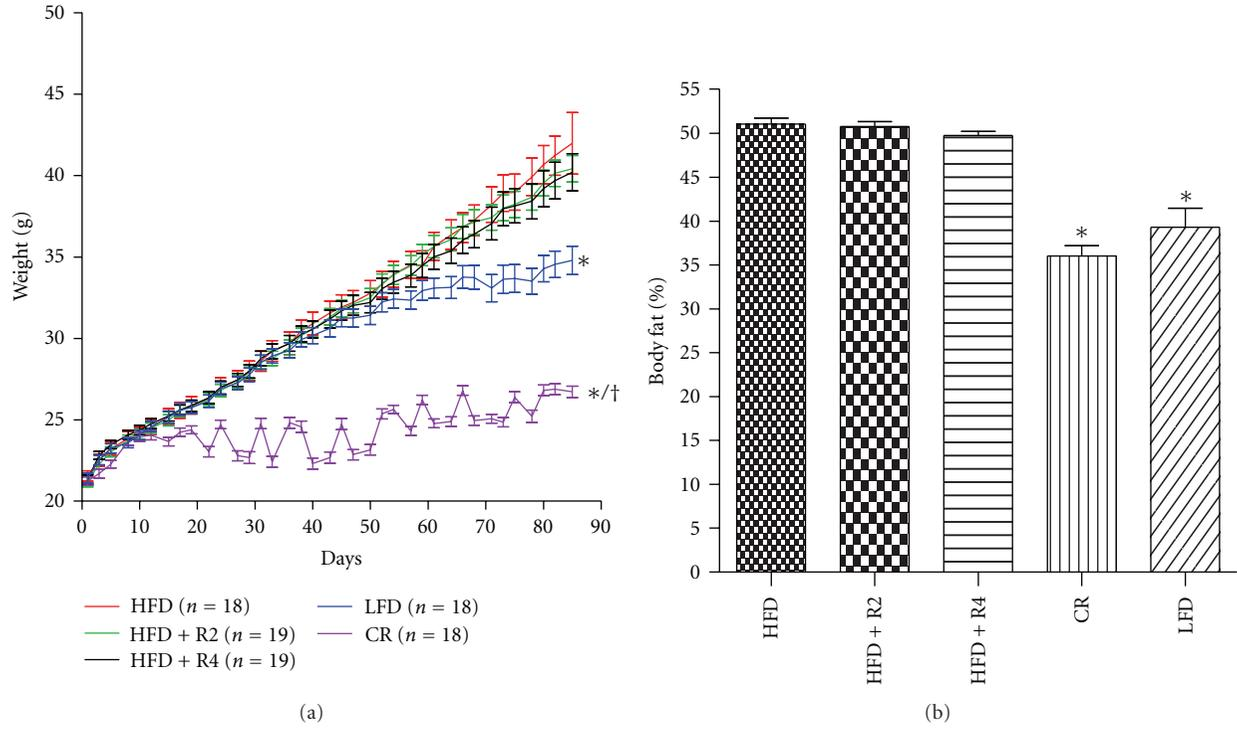 50
45
40
35
30
25
20
Weight (g)
0 10 20 30 40 50 60 70 80 90
Days
*
*/†
HFD (n = 18)
HFD + R2 (n = 19)
HFD + R4 (n = 19)
LFD (n = 18)
CR (n = 18)
(a)
55
50
45
40
35
30
25
20
15
10
5
0
Body fat (%)
*
*
HFD
HFD + R2
HFD + R4
CR
LFD
(b)